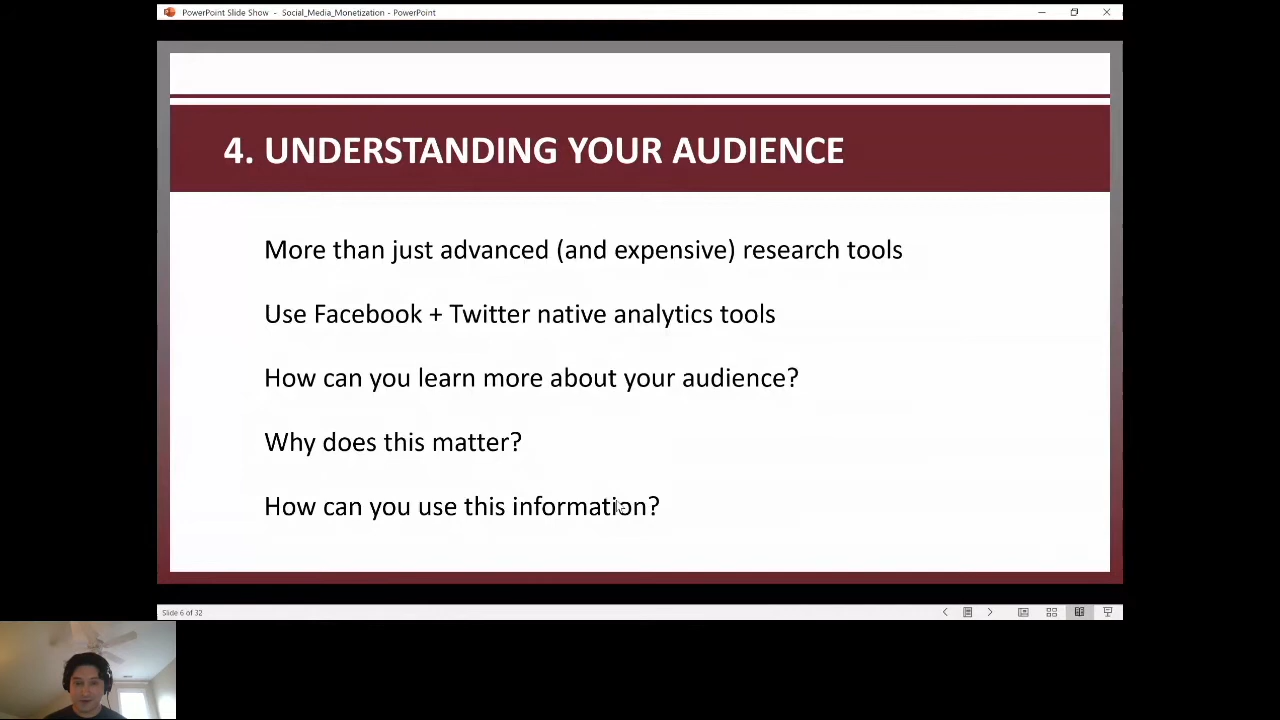 PowerPoint Slide Show - Social_Media_Monetization - PowerPoint
4. UNDERSTANDING YOUR AUDIENCE
More than just advanced (and expensive) research tools
Use Facebook + Twitter native analytics tools
How can you learn more about your audience?
Why does this matter?
How can you use this information?
Slide 6 of 32